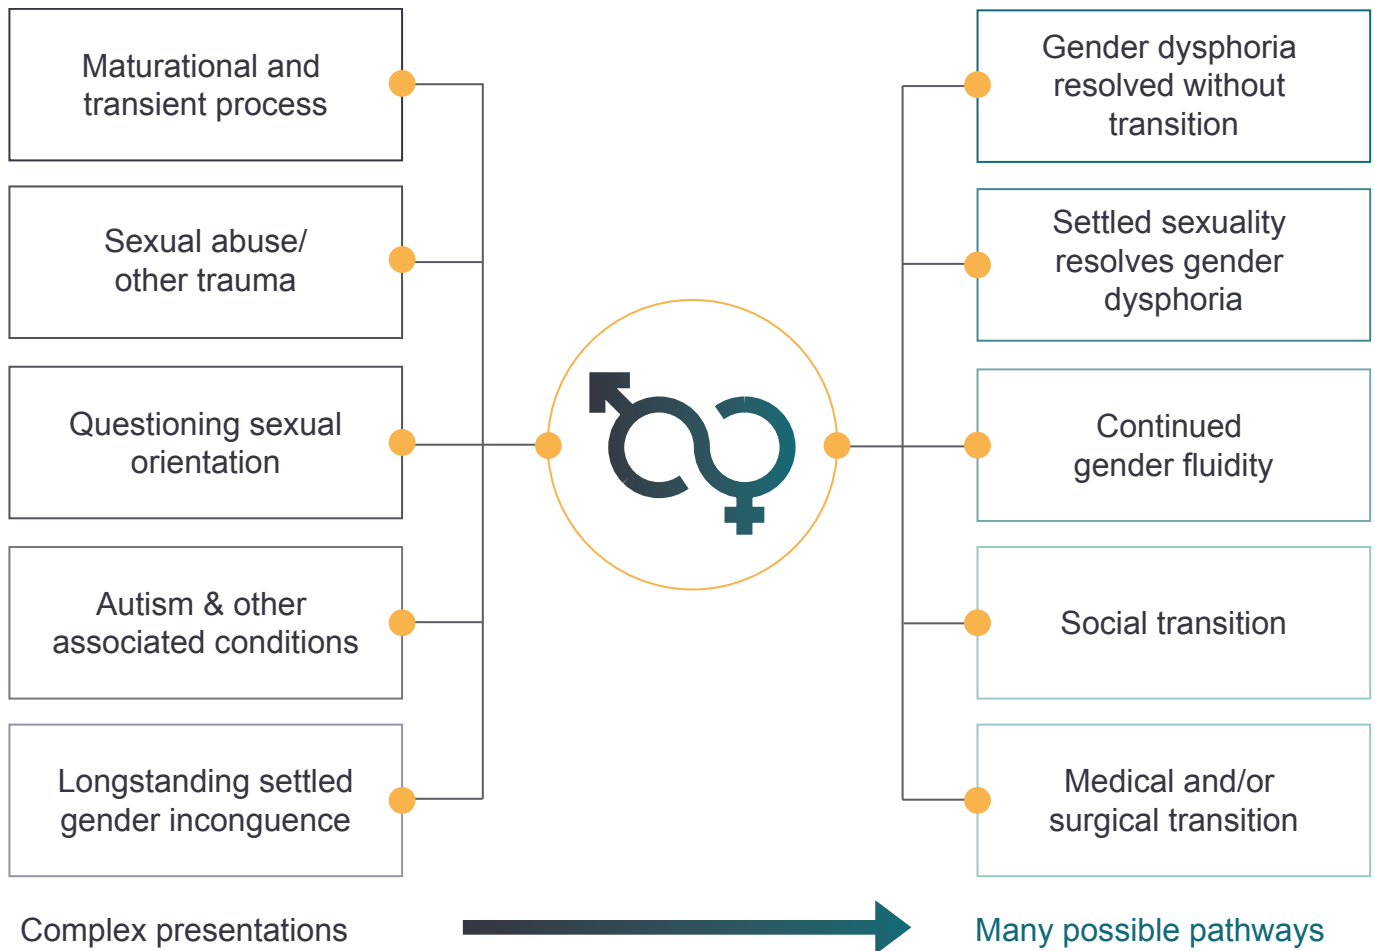 Maturational and
transient process
Sexual abuse/
other trauma
Questioning sexual
orientation
Autism & other
associated conditions
Longstanding settled
gender inconguence
Complex presentations
Gender dysphoria
resolved without
transition
Settled sexuality
resolves gender
dysphoria
Continued
gender fluidity
Social transition
Medical and/or
surgical transition
Many possible pathways